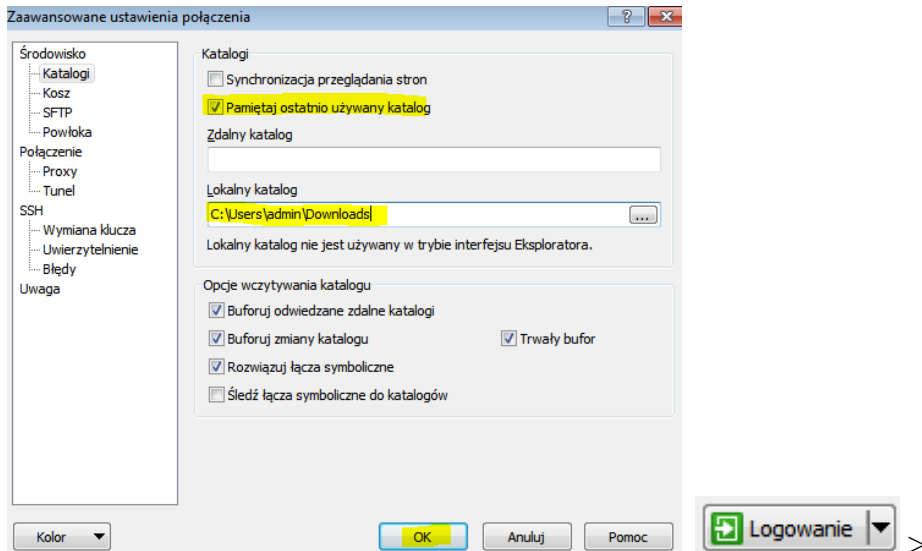 Zaawansowane ustawienia połączenia
Środowisko
Katalogi
Kosz
SFTP
Powłoka
Połączenie
Proxy
Tunel
SSH
Wymiana klucza
Uwierzytelnienie
Błędy
Uwaga
Katalogi
Synchronizacja przeglądania stron
Pamiętaj ostatnio używany katalog
Zdalny katalog
Lokalny katalog
C:\Users\admin\Downloads
...
Lokalny katalog nie jest używany w trybie interfejsu Eksploratora.
Opcje wczytywania katalogu
Buforuj odwiedzane zdalne katalogi
Buforuj zmiany katalogu Trwały bufor
Rozwiązuj łącza symboliczne
Śledź łącza symboliczne do katalogów
Kolor OK Anuluj Pomoc
Logowanie >